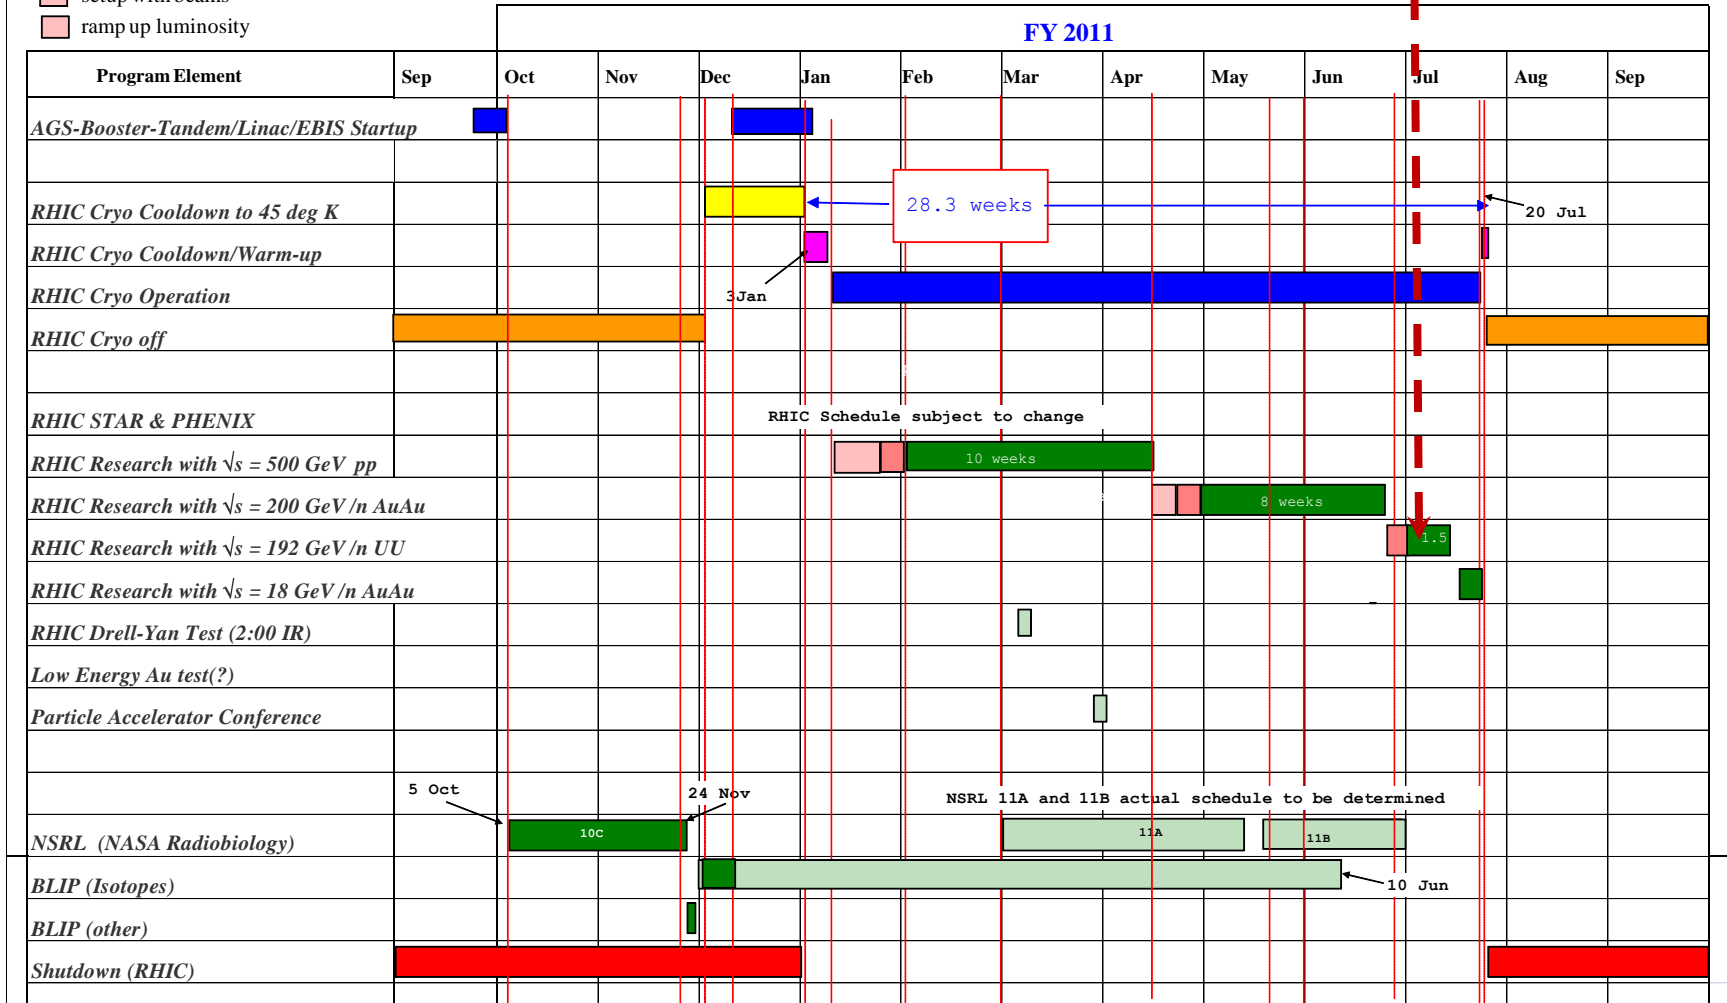 setup with beams
ramp up luminosity
FY 2011
Program Element Sep Oct Nov Dec Jan Feb Mar Apr May Jun Jul Aug Sep
AGS-Booster-Tandem/Linac/EBIS Startup
RHIC Cryo Cooldown to 45 deg K
28.3 weeks
20 Jul
RHIC Cryo Cooldown/Warm-up
3Jan
RHIC Cryo Operation
RHIC Cryo off
RHIC STAR & PHENIX
RHIC Schedule subject to change
RHIC Research with √s = 500 GeV pp
10 weeks
RHIC Research with √s = 200 GeV/n AuAu
8 weeks
RHIC Research with √s = 192 GeV/n UU
1.5
RHIC Research with √s = 18 GeV/n AuAu
RHIC Drell-Yan Test (2:00 IR)
Low Energy Au test(?)
Particle Accelerator Conference
5 Oct
24 Nov
NSRL 11A and 11B actual schedule to be determined
NSRL (NASA Radiobiology)
10C
11A
11B
BLIP (Isotopes)
10 Jun
BLIP (other)
Shutdown (RHIC)